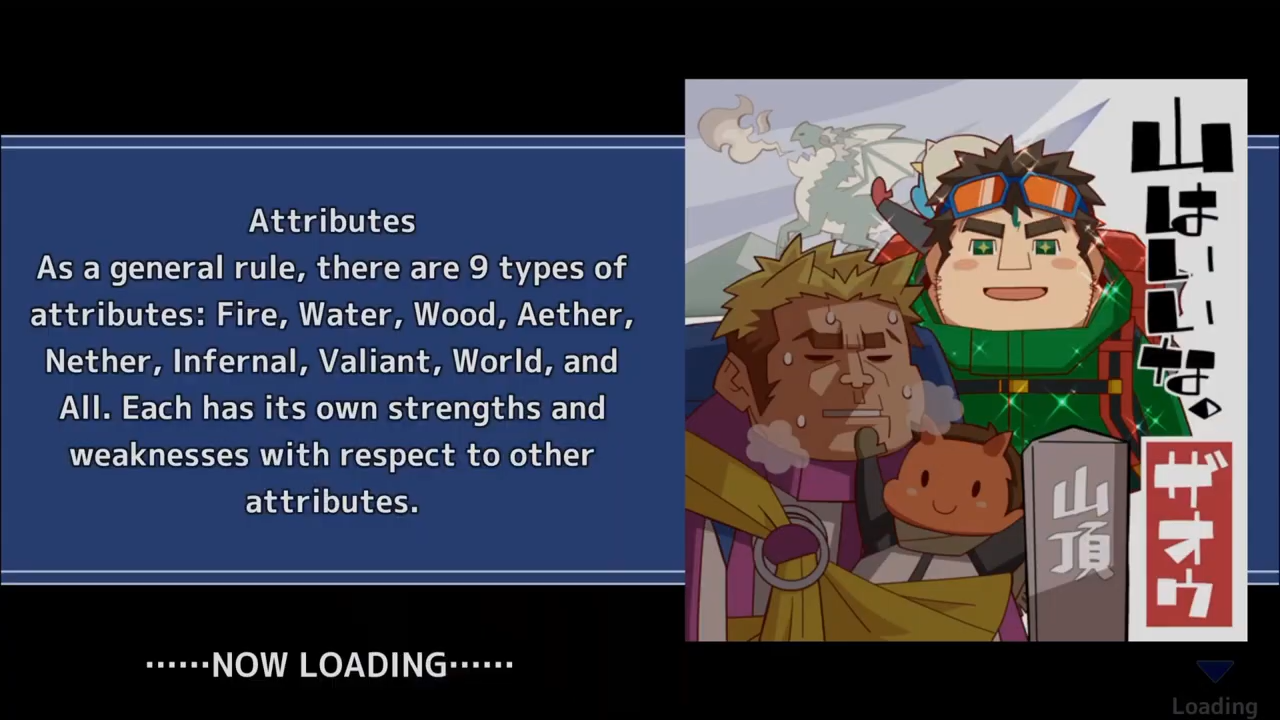 Attributes
As a general rule, there are 9 types of
attributes: Fire, Water, Wood, Aether,
Nether, Infernal, Valiant, World, and
All. Each has its own strengths and
weaknesses with respect to other
attributes.
······NOW LOADING······
山はいいな。
ギオウ
山頂
Loading